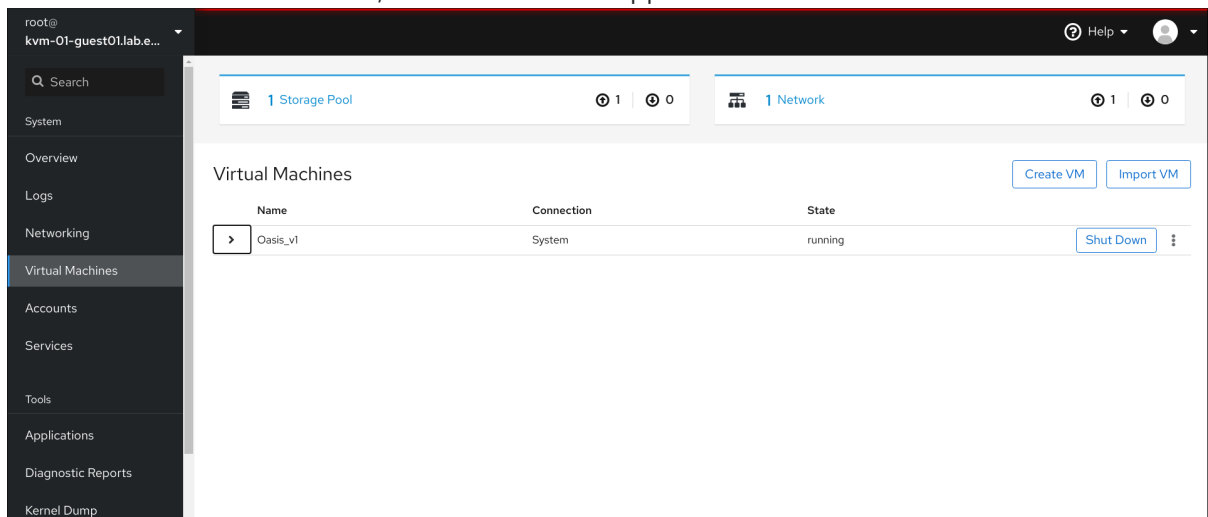 root@
kvm-01-guest01.lab.e...
Help
Search
System
Overview
Logs
Networking
Virtual Machines
Accounts
Services
Tools
Applications
Diagnostic Reports
Kernel Dump
1 Storage Pool 1 0
1 Network 1 0
Virtual Machines
Create VM Import VM
Name Connection State
Oasis_v1 System running Shut Down